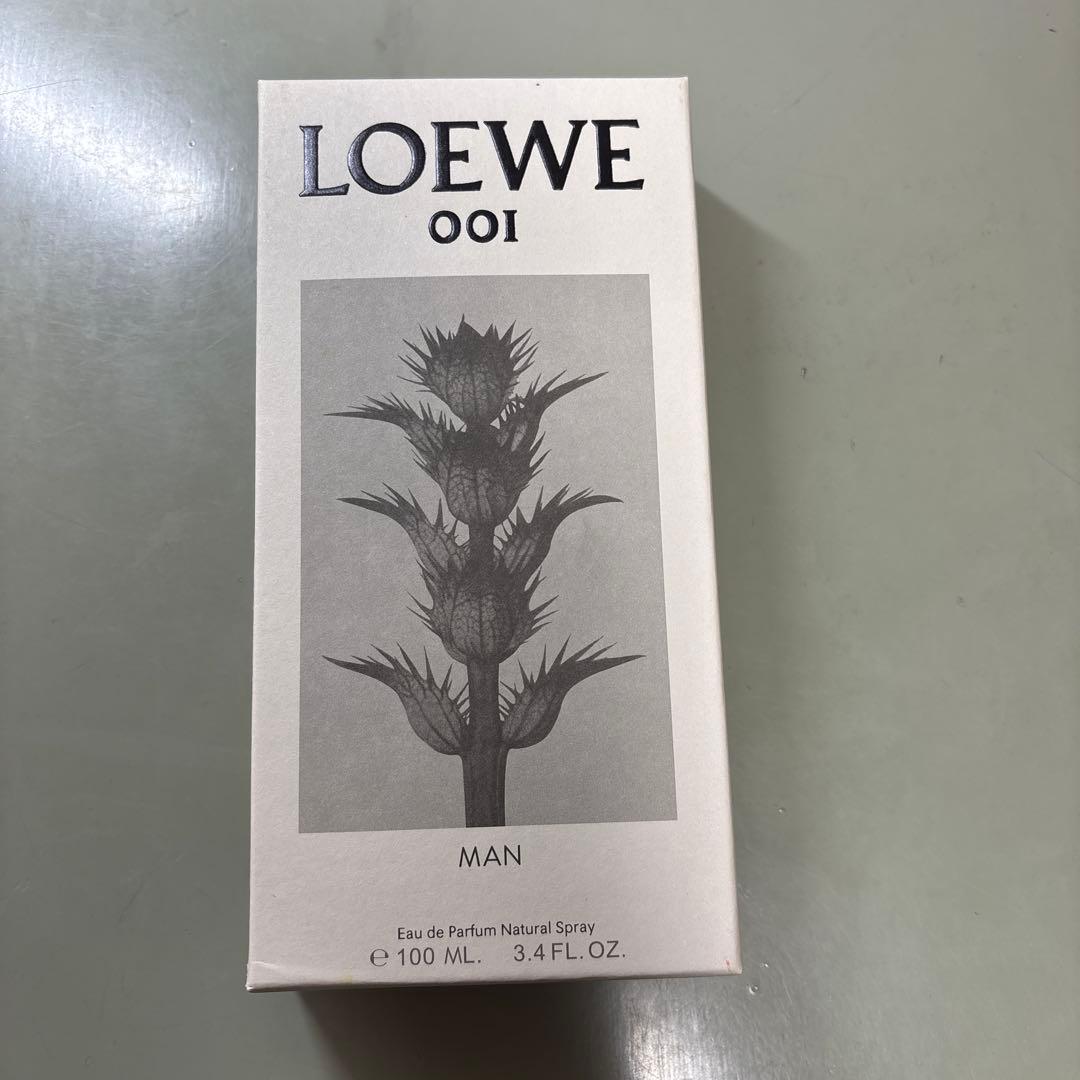 LOEWE
001
MAN
Eau de Parfum Natural Spray
℮ 100 ML. 3.4 FL. OZ.